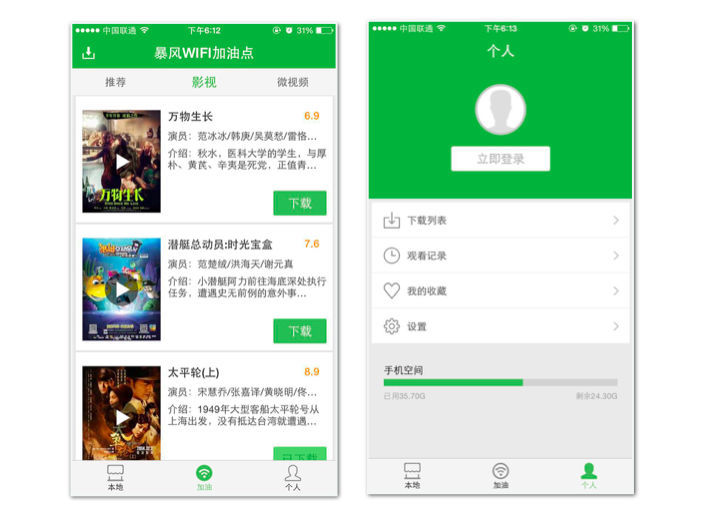 中国联通 下午6:12 31%
暴风WIFI加油点
推荐 影视 微视频
万物生长
万物生长 6.9
演员：范冰冰/韩庚/吴莫愁/雷恪...
介绍：秋水，医科大学的学生，与厚
朴、黄芪、辛夷是死党，正值青...
下载
潜艇总动员:时光宝盒 7.6
演员：范楚绒/洪海天/谢元真
介绍：小潜艇阿力前往海底深处执行
任务，遭遇史无前例的意外事...
下载
太平轮(上) 8.9
演员：宋慧乔/张嘉译/黄晓明/佟...
介绍：1949年大型客船太平轮号从
上海出发，没有抵达台湾就遭遇...
已下载
本地 加油 个人
中国联通 下午6:13 31%
个人
立即登录
下载列表
观看记录
我的收藏
设置
手机空间
已用35.70G 剩余24.30G
本地 加油 个人